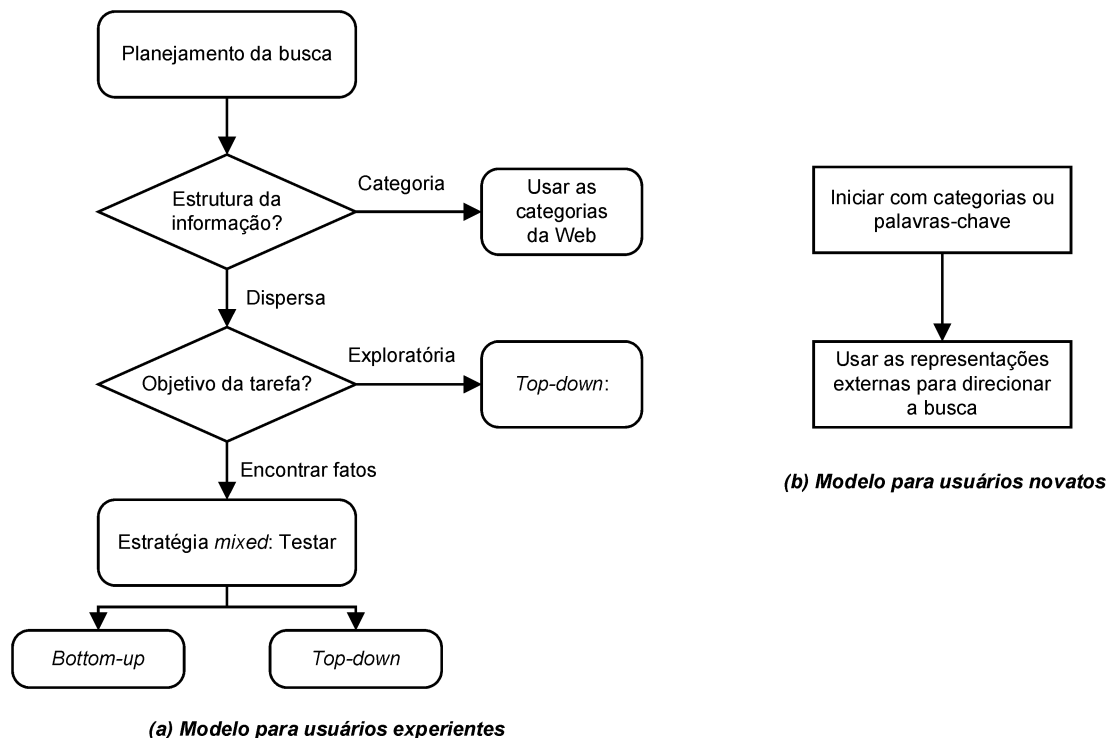 Planejamento da busca
Estrutura da
informação?
Categoria
Usar as
categorias
da Web
Dispersa
Objetivo da tarefa?
Exploratória
Top-down:
Encontrar fatos
Estratégia mixed: Testar
Bottom-up
Top-down
(a) Modelo para usuários experientes
Iniciar com categorias ou
palavras-chave
Usar as representações
externas para direcionar
a busca
(b) Modelo para usuários novatos